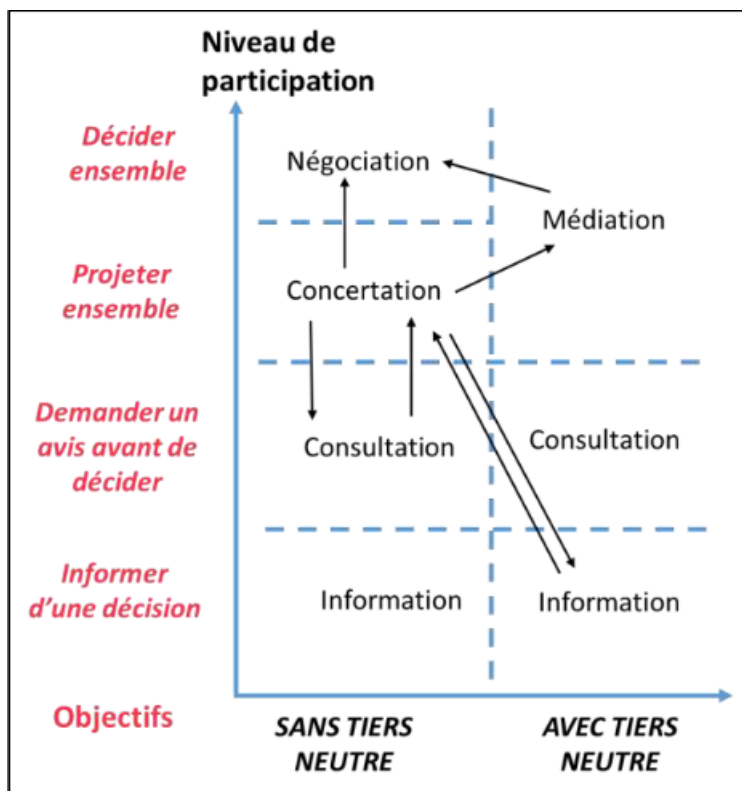 Niveau de
participation
Décider
ensemble
Négociation
Médiation
Projeter
ensemble
Concertation
Demander un
avis avant de
décider
Consultation
Consultation
Informer
d'une décision
Information
Information
Objectifs
SANS TIERS
NEUTRE
AVEC TIERS
NEUTRE